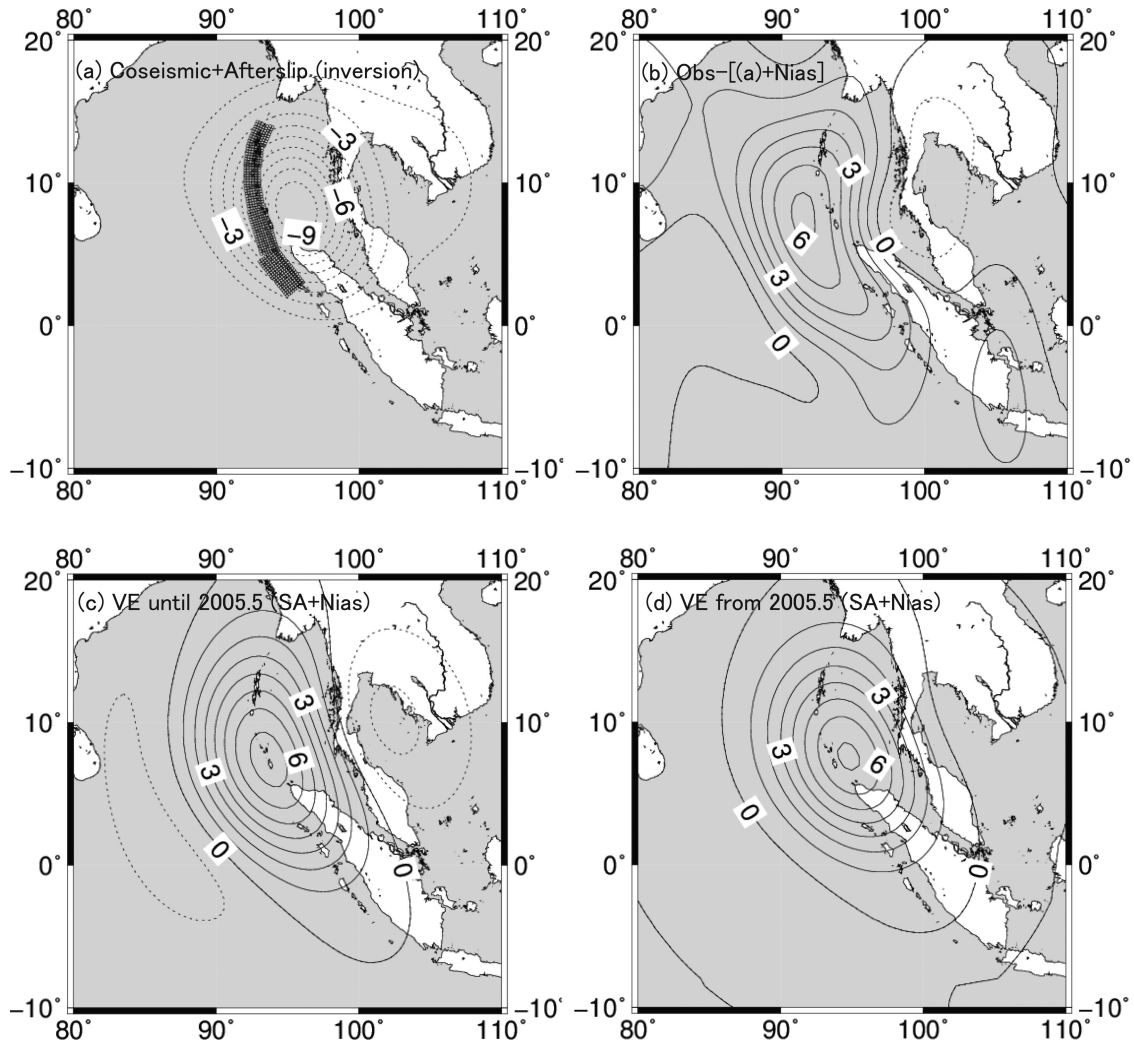 80° 90° 100° 110° 80° 90° 100° 110°
20° 20° 20° 20°
(a) Coseismic+Afterslip (inversion) (b) Obs-[(a)+Nias]
−3 3
10° −6 10° 10° 10°
−3 −9 6 0
3
0° 0° 0° 0 0°
−10° −10° −10° −10°
80° 90° 100° 110° 80° 90° 100° 110°
80° 90° 100° 110° 80° 90° 100° 110°
20° 20° 20° 20°
(c) VE until 2005.5 (SA+Nias) (d) VE from 2005.5 (SA+Nias)
3 3
10° 10° 10° 10°
3 6 3 6
0 0
0° 0 0° 0° 0 0°
−10° −10° −10° −10°
80° 90° 100° 110° 80° 90° 100° 110°